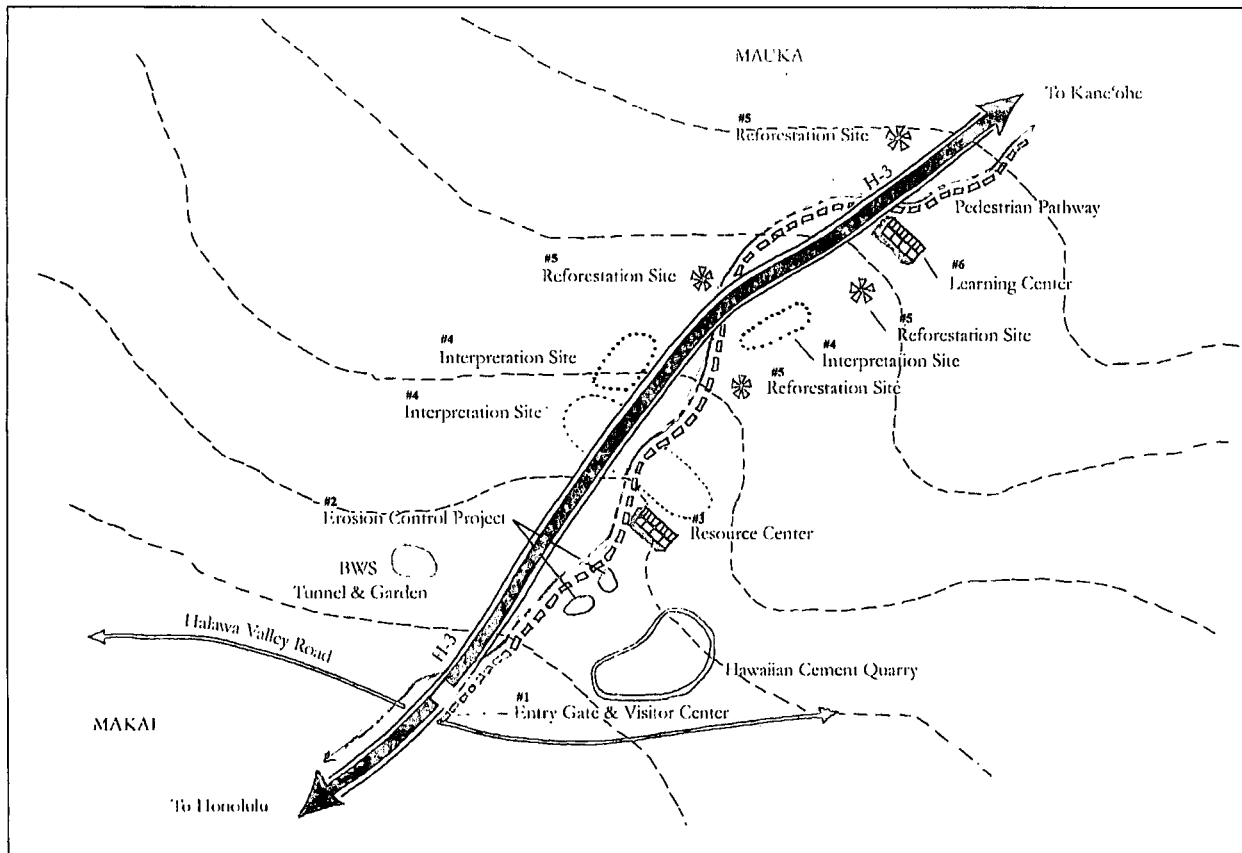 MAUKA
To Kane'ohe
#5
Reforestation Site
H-3
Pedestrian Pathway
#5
Reforestation Site
#6
Learning Center
#5
Reforestation Site
#4
Interpretation Site
#4
Interpretation Site
#5
Reforestation Site
#4
Interpretation Site
#2
Erosion Control Project
#3
Resource Center
BWS
Tunnel & Garden
Halawa Valley Road
H-3
Hawaiian Cement Quarry
#1
Entry Gate & Visitor Center
MAKAI
To Honolulu